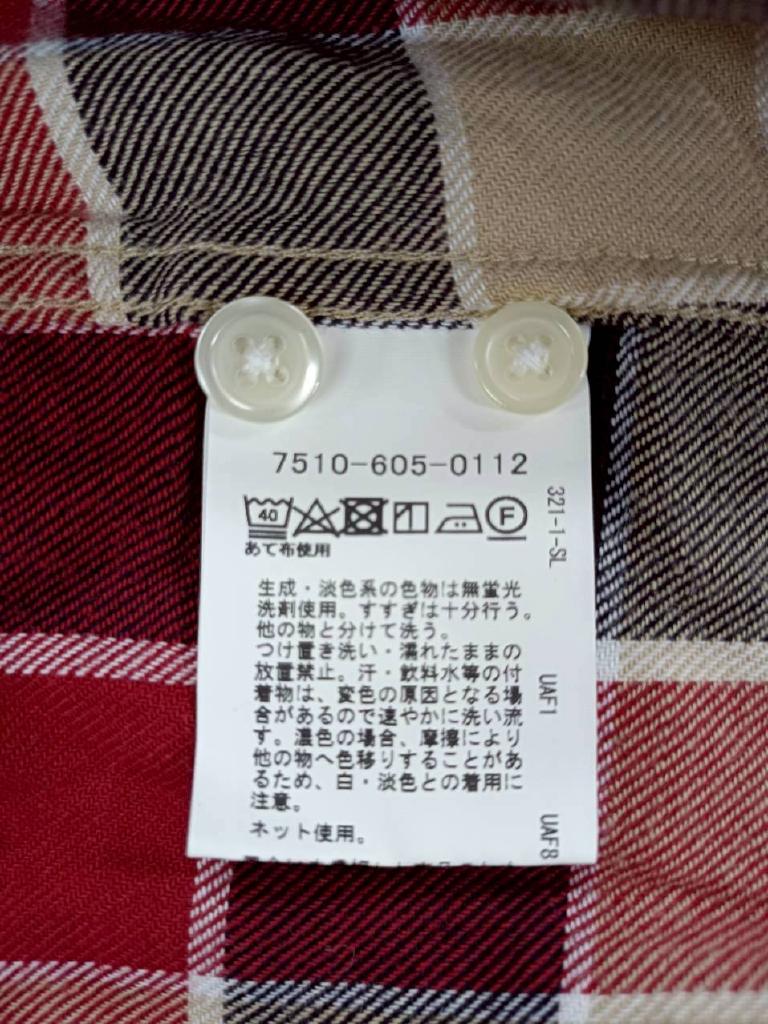 7510-605-0112
40
F
あて布使用
生成・淡色系の色物は無蛍光
洗剤使用。すすぎは十分行う。
他の物と分けて洗う。
つけ置き洗い・濡れたままの
放置禁止。汗・飲料水等の付
着物は、変色の原因となる場
合があるので速やかに洗い流
す。濃色の場合、摩擦により
他の物へ色移りすることがあ
るため、白・淡色との着用に
注意。
ネット使用。
321-1-SL
UAF1
UAF8